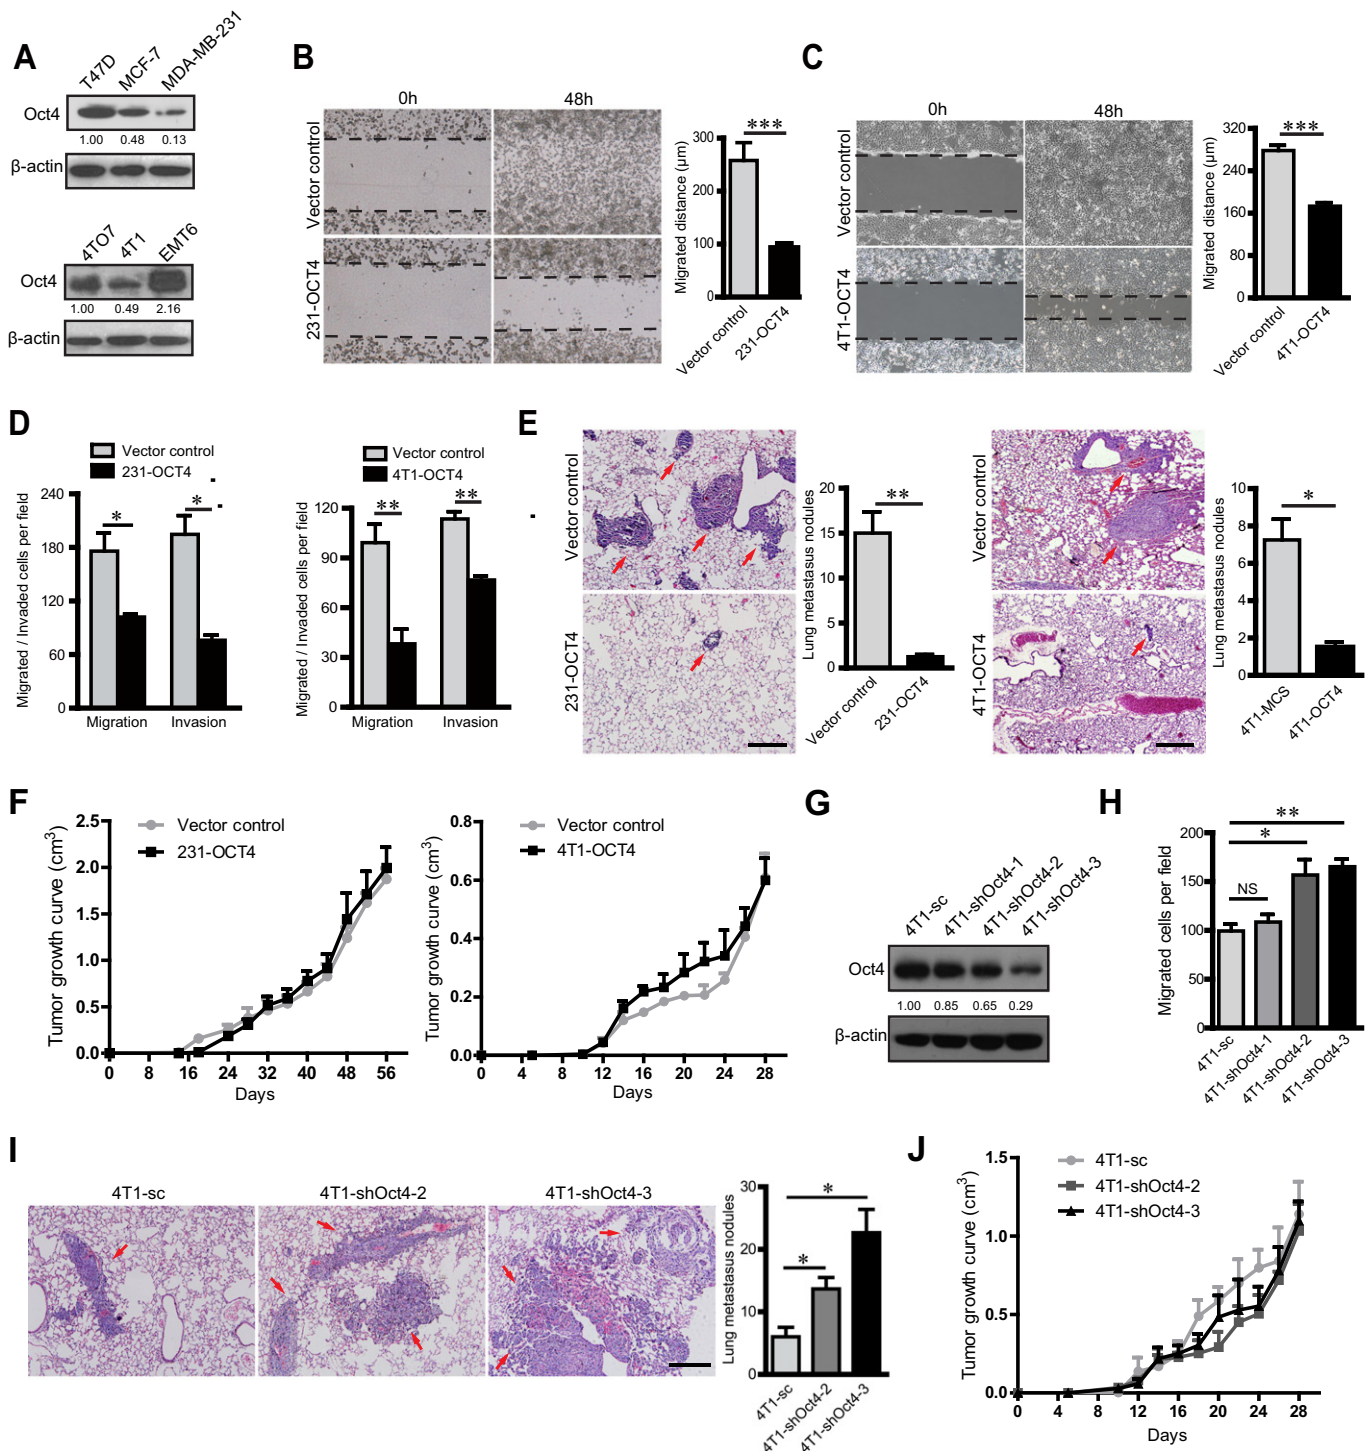 A
T47D MCF-7 MDA-MB-231
Oct4
1.00 0.48 0.13
β-actin
4TO7 4T1 EMT6
Oct4
1.00 0.49 2.16
β-actin
B
0h 48h
Vector control
231-OCT4
Migrated distance (μm)
300
200
100
0
***
Vector control 231-OCT4
C
0h 48h
Vector control
4T1-OCT4
Migrated distance (μm)
320
240
160
80
0
***
Vector control 4T1-OCT4
D
Vector control
231-OCT4
Migrated / Invaded cells per field
240
180
120
60
0
* *
Migration Invasion
Vector control
4T1-OCT4
Migrated / Invaded cells per field
120
90
60
30
0
** **
Migration Invasion
E
Vector control
231-OCT4
Lung metastasus nodules
20
15
10
5
0
**
Vector control 231-OCT4
Vector control
4T1-OCT4
Lung metastasus nodules
10
8
6
4
2
0
*
4T1-MCS 4T1-OCT4
F
Vector control
231-OCT4
Tumor growth curve (cm³)
2.5
2.0
1.5
1.0
0.5
0.0
0 8 16 24 32 40 48 56
Days
Vector control
4T1-OCT4
Tumor growth curve (cm³)
0.8
0.6
0.4
0.2
0.0
0 4 8 12 16 20 24 28
Days
G
4T1-sc 4T1-shOct4-1 4T1-shOct4-2 4T1-shOct4-3
Oct4
1.00 0.85 0.65 0.29
β-actin
H
Migrated cells per field
200
150
100
50
0
**
*
NS
4T1-sc 4T1-shOct4-1 4T1-shOct4-2 4T1-shOct4-3
I
4T1-sc 4T1-shOct4-2 4T1-shOct4-3
Lung metastasus nodules
30
20
10
0
*
*
4T1-sc 4T1-shOct4-2 4T1-shOct4-3
J
4T1-sc
4T1-shOct4-2
4T1-shOct4-3
Tumor growth curve (cm³)
1.5
1.0
0.5
0.0
0 4 8 12 16 20 24 28
Days